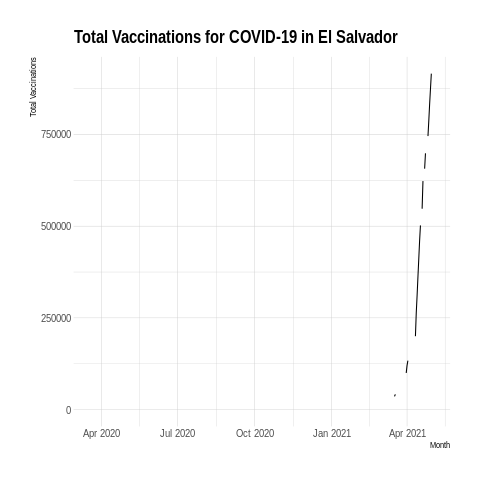 Total Vaccinations for COVID-19 in El Salvador
Total Vaccinations
750000
500000
250000
0
Apr 2020 Jul 2020 Oct 2020 Jan 2021 Apr 2021
Month